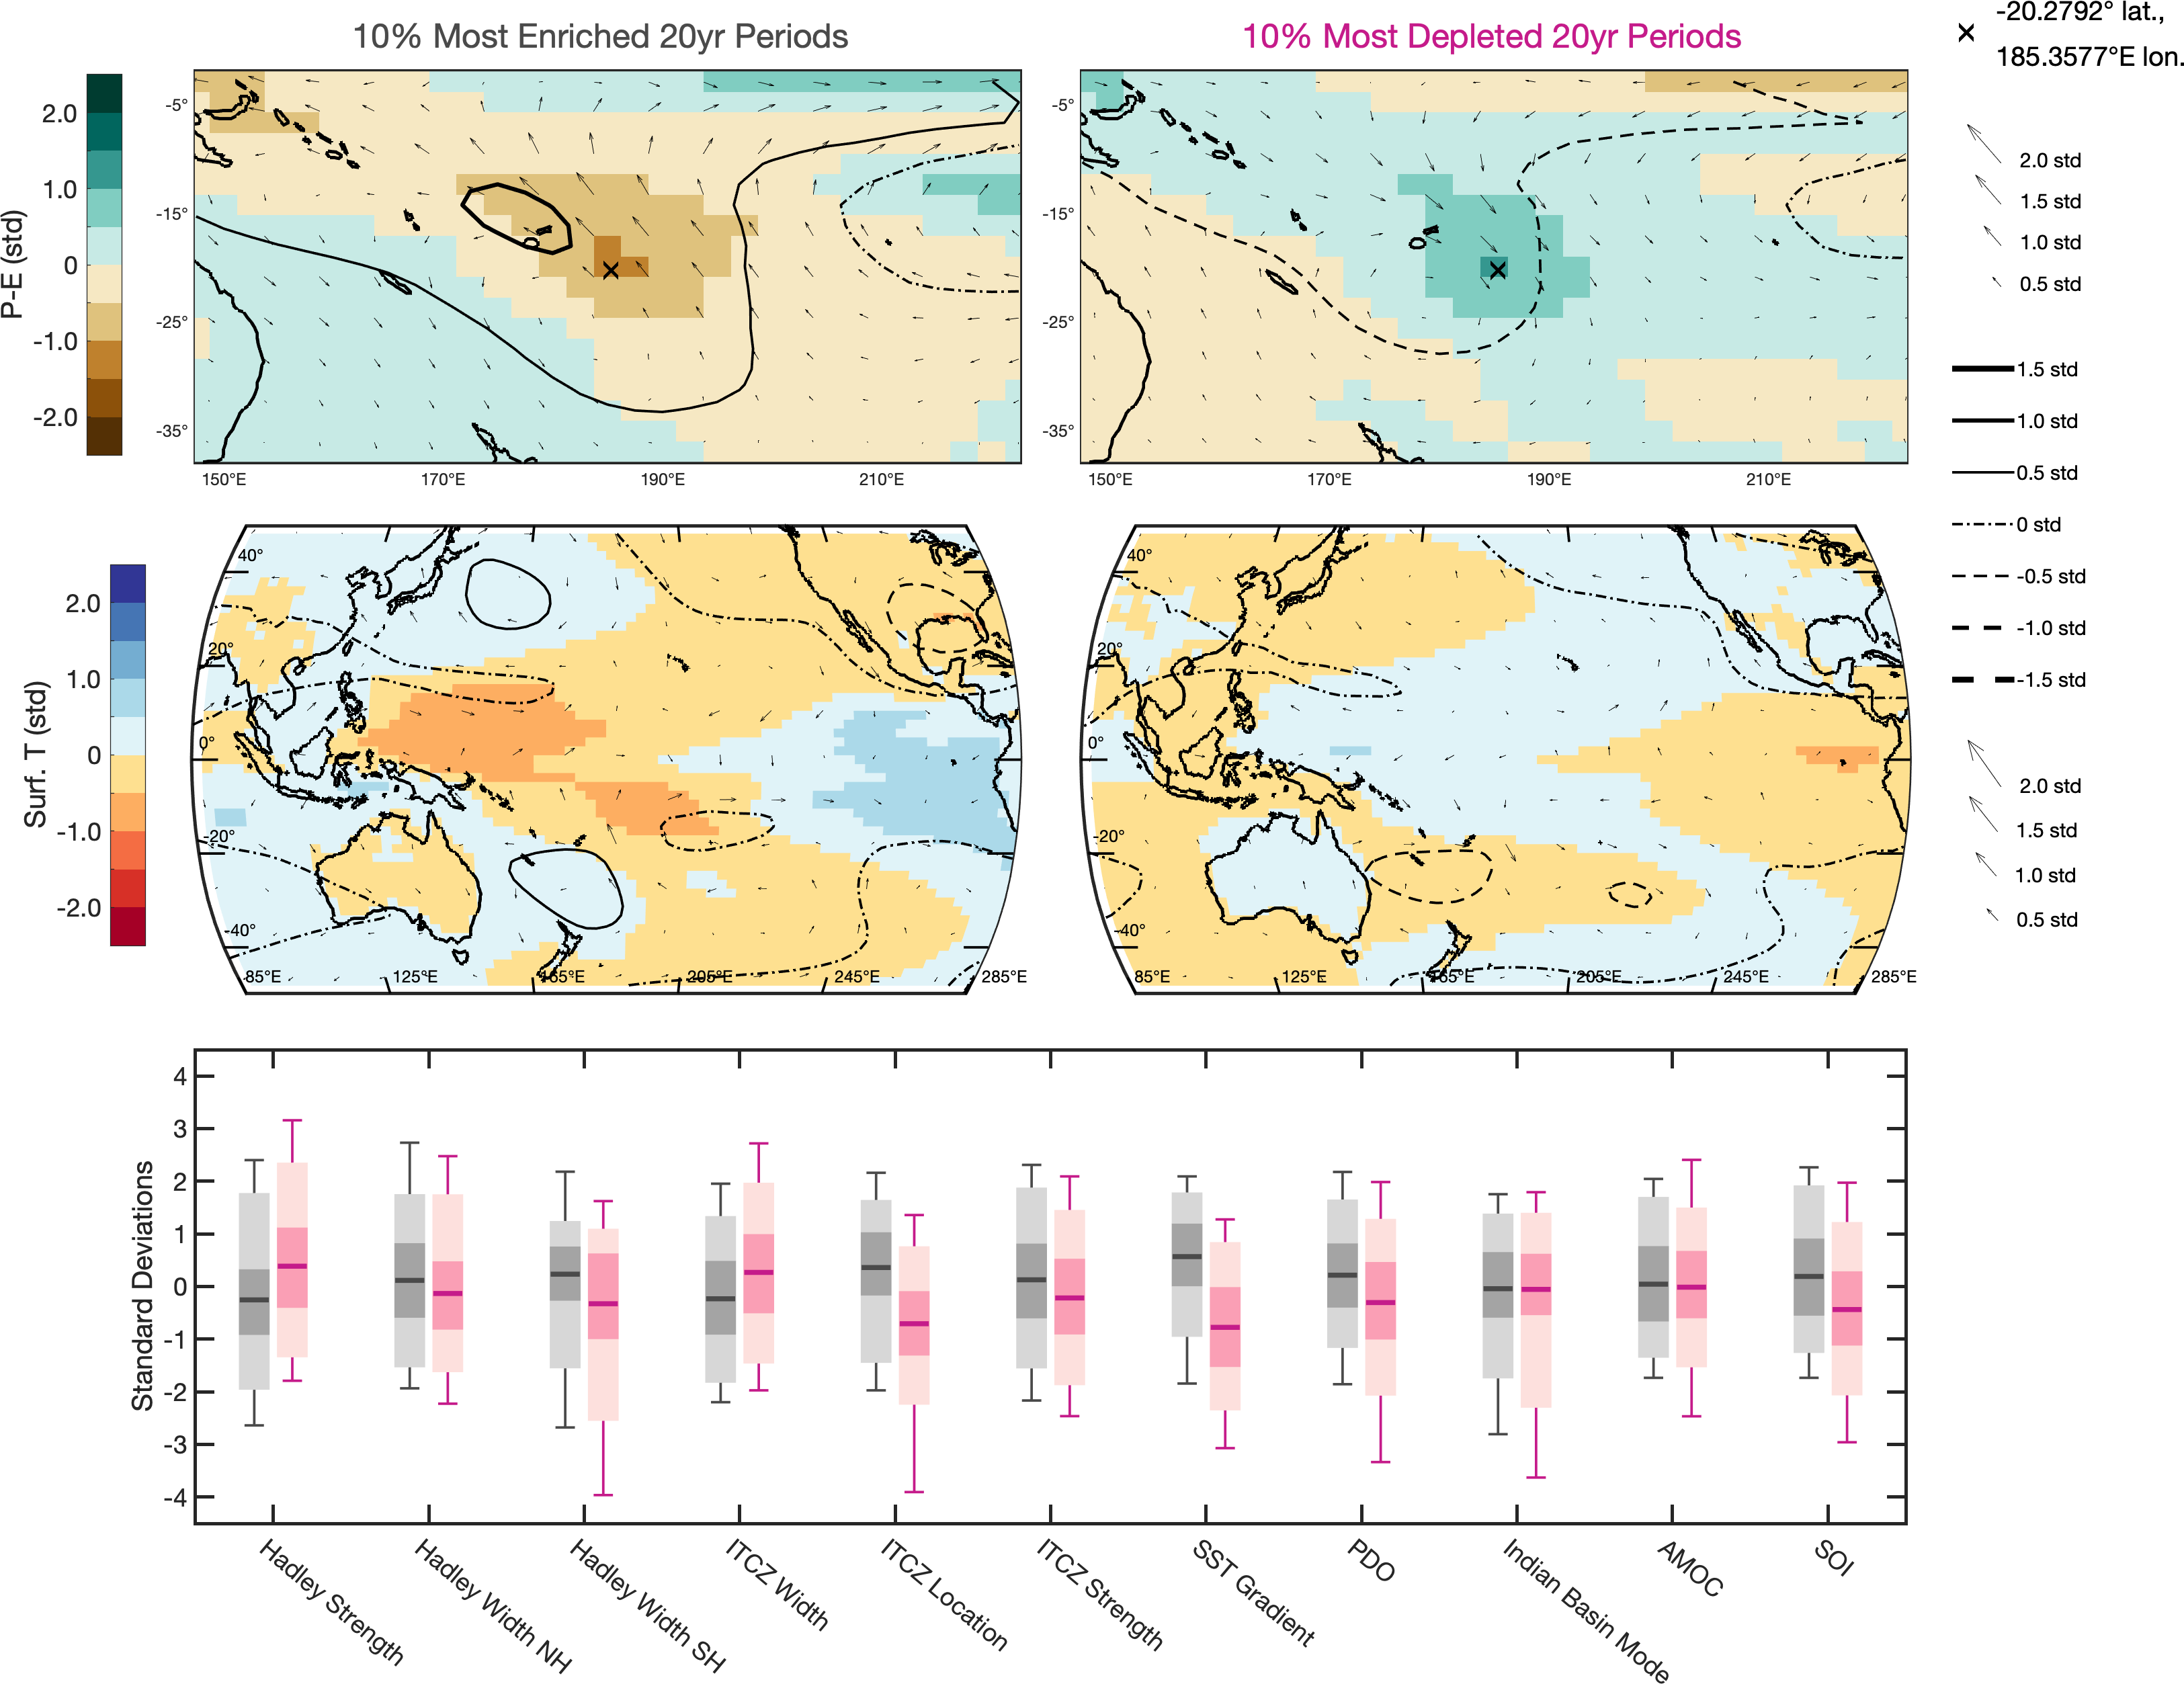 10% Most Enriched 20yr Periods
10% Most Depleted 20yr Periods
-20.2792° lat.,
185.3577°E lon.
P-E (std)
2.0
1.0
0
-1.0
-2.0
-5°
-15°
-25°
-35°
150°E
170°E
190°E
210°E
-5°
-15°
-25°
-35°
150°E
170°E
190°E
210°E
2.0 std
1.5 std
1.0 std
0.5 std
1.5 std
1.0 std
0.5 std
0 std
-0.5 std
-1.0 std
-1.5 std
Surf. T (std)
2.0
1.0
0
-1.0
-2.0
40°
20°
0°
-20°
-40°
85°E
125°E
165°E
205°E
245°E
285°E
40°
20°
0°
-20°
-40°
85°E
125°E
165°E
205°E
245°E
285°E
2.0 std
1.5 std
1.0 std
0.5 std
Standard Deviations
4
3
2
1
0
-1
-2
-3
-4
Hadley Strength
Hadley Width NH
Hadley Width SH
ITCZ Width
ITCZ Location
ITCZ Strength
SST Gradient
PDO
Indian Basin Mode
AMOC
SOI